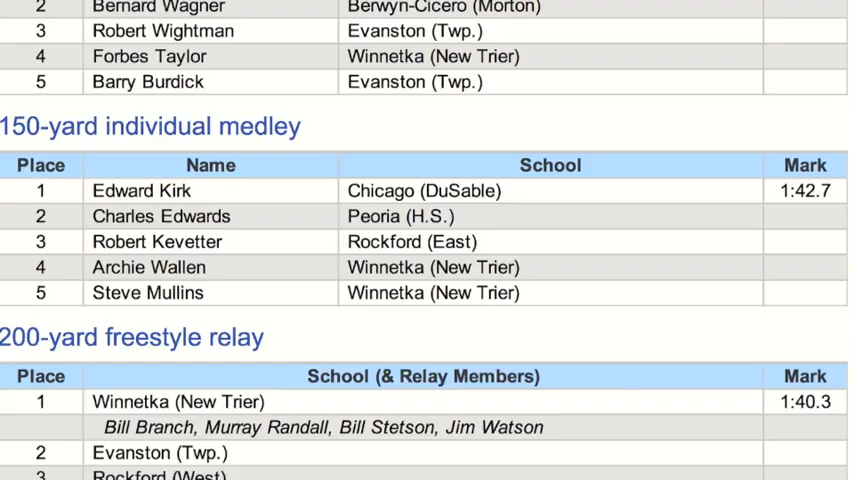 2 Bernard Wagner Berwyn-Cicero (Morton)
3 Robert Wightman Evanston (Twp.)
4 Forbes Taylor Winnetka (New Trier)
5 Barry Burdick Evanston (Twp.)
150-yard individual medley
Place Name School Mark
1 Edward Kirk Chicago (DuSable) 1:42.7
2 Charles Edwards Peoria (H.S.)
3 Robert Kevetter Rockford (East)
4 Archie Wallen Winnetka (New Trier)
5 Steve Mullins Winnetka (New Trier)
200-yard freestyle relay
Place School (& Relay Members) Mark
1 Winnetka (New Trier) 1:40.3
Bill Branch, Murray Randall, Bill Stetson, Jim Watson
2 Evanston (Twp.)
3 Rockford (West)